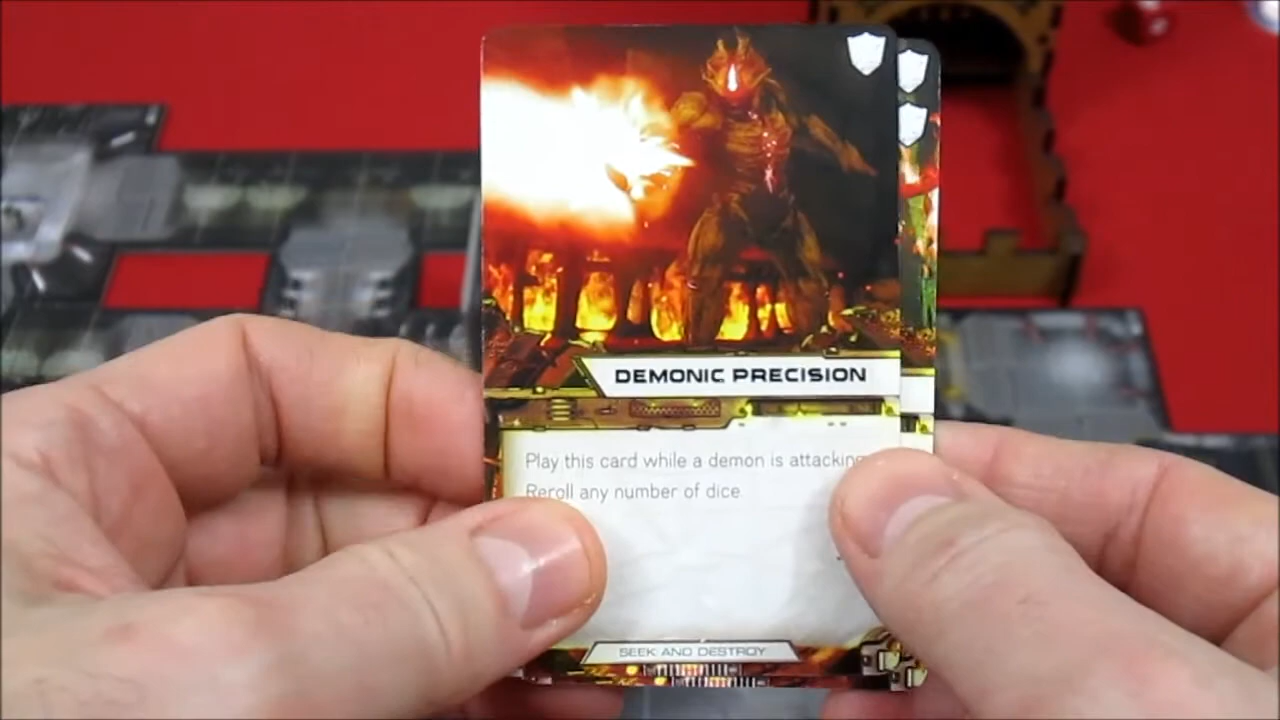 DEMONIC PRECISION
Play this card while a demon is attacking
Reroll any number of dice.
SEEK AND DESTROY